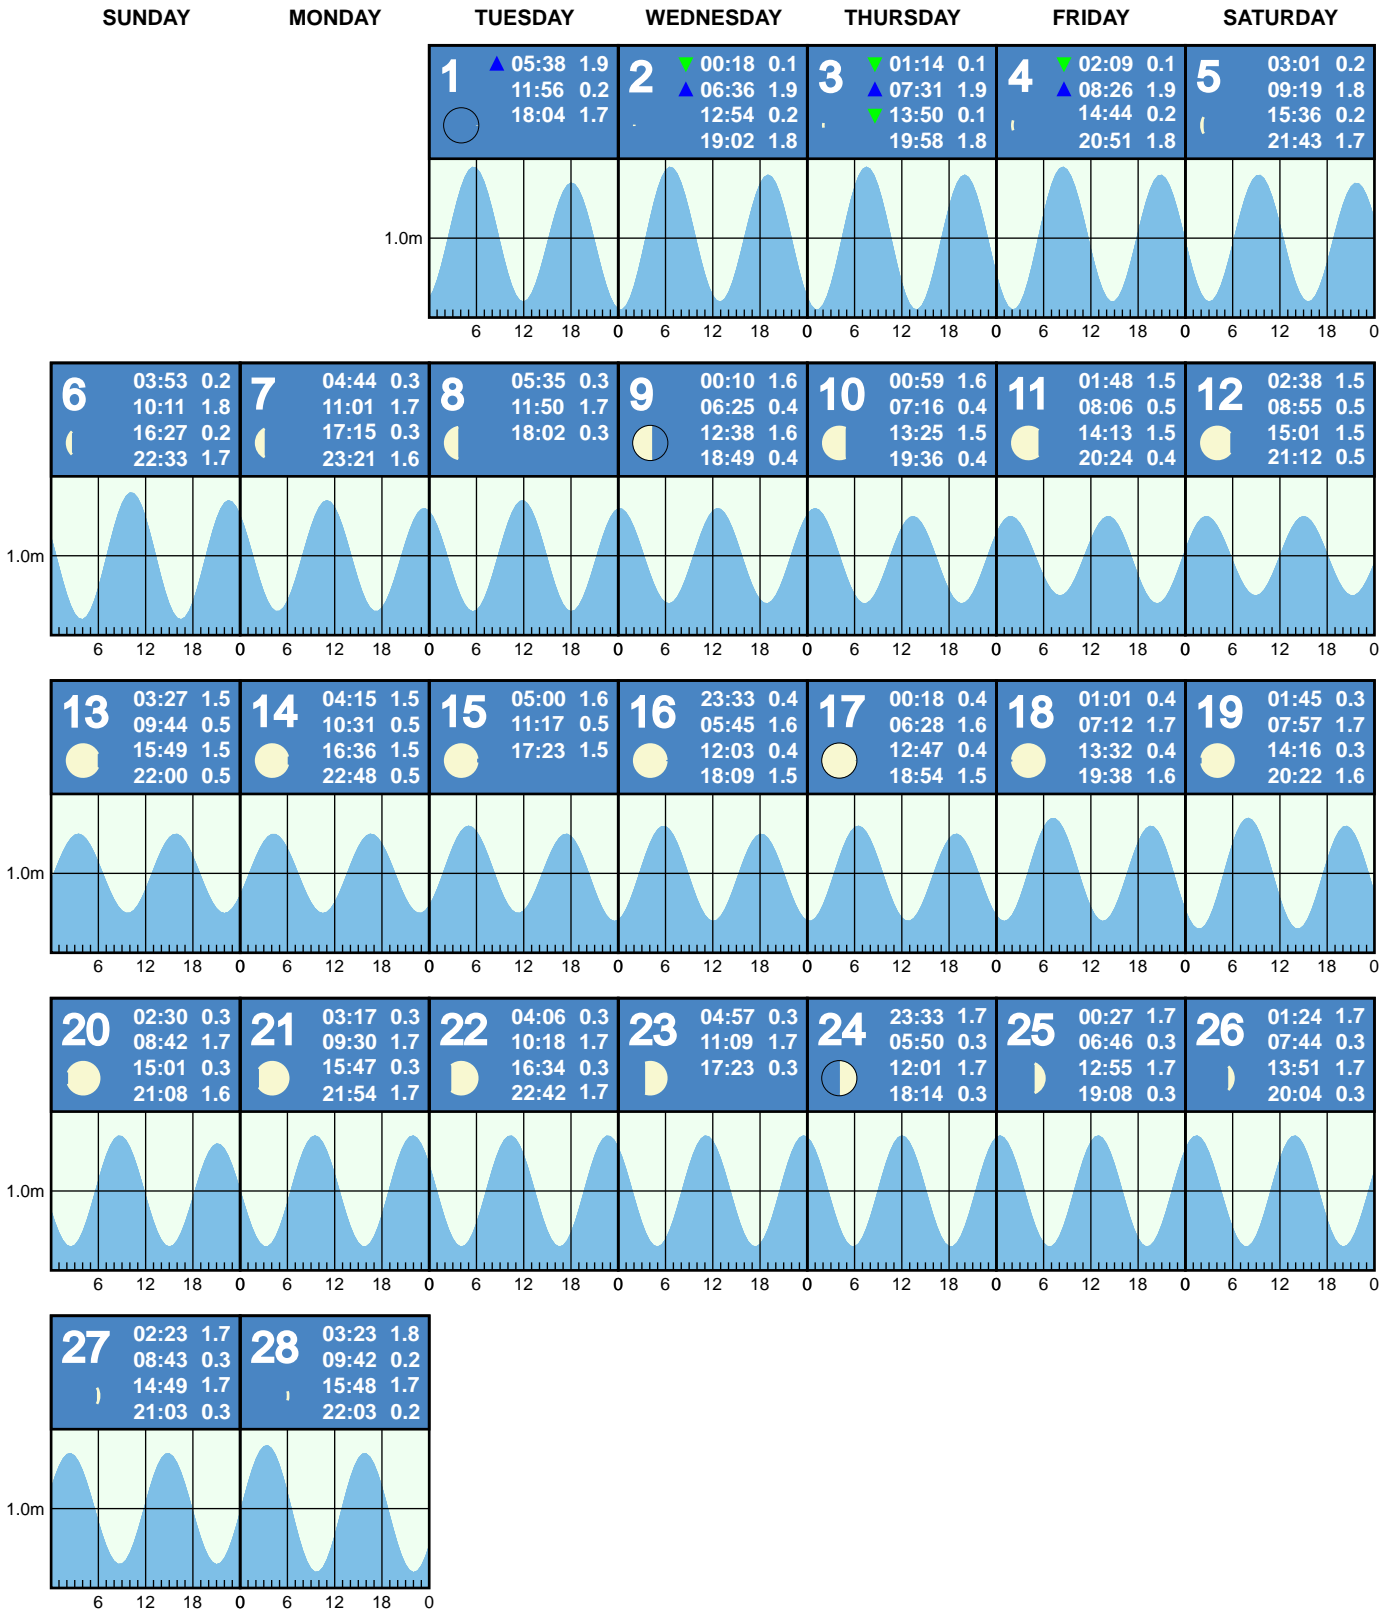 SUNDAY MONDAY TUESDAY WEDNESDAY THURSDAY FRIDAY SATURDAY
1 ▲ 05:38 1.9
11:56 0.2
18:04 1.7
2 ▼ 00:18 0.1
▲ 06:36 1.9
12:54 0.2
19:02 1.8
3 ▼ 01:14 0.1
▲ 07:31 1.9
▼ 13:50 0.1
19:58 1.8
4 ▼ 02:09 0.1
▲ 08:26 1.9
14:44 0.2
20:51 1.8
5 03:01 0.2
09:19 1.8
15:36 0.2
21:43 1.7
1.0m
6 12 18 0 6 12 18 0 6 12 18 0 6 12 18 0 6 12 18 0
6 03:53 0.2
10:11 1.8
16:27 0.2
22:33 1.7
7 04:44 0.3
11:01 1.7
17:15 0.3
23:21 1.6
8 05:35 0.3
11:50 1.7
18:02 0.3
9 00:10 1.6
06:25 0.4
12:38 1.6
18:49 0.4
10 00:59 1.6
07:16 0.4
13:25 1.5
19:36 0.4
11 01:48 1.5
08:06 0.5
14:13 1.5
20:24 0.4
12 02:38 1.5
08:55 0.5
15:01 1.5
21:12 0.5
1.0m
6 12 18 0 6 12 18 0 6 12 18 0 6 12 18 0 6 12 18 0 6 12 18 0 6 12 18 0
13 03:27 1.5
09:44 0.5
15:49 1.5
22:00 0.5
14 04:15 1.5
10:31 0.5
16:36 1.5
22:48 0.5
15 05:00 1.6
11:17 0.5
17:23 1.5
16 23:33 0.4
05:45 1.6
12:03 0.4
18:09 1.5
17 00:18 0.4
06:28 1.6
12:47 0.4
18:54 1.5
18 01:01 0.4
07:12 1.7
13:32 0.4
19:38 1.6
19 01:45 0.3
07:57 1.7
14:16 0.3
20:22 1.6
1.0m
6 12 18 0 6 12 18 0 6 12 18 0 6 12 18 0 6 12 18 0 6 12 18 0 6 12 18 0
20 02:30 0.3
08:42 1.7
15:01 0.3
21:08 1.6
21 03:17 0.3
09:30 1.7
15:47 0.3
21:54 1.7
22 04:06 0.3
10:18 1.7
16:34 0.3
22:42 1.7
23 04:57 0.3
11:09 1.7
17:23 0.3
24 23:33 1.7
05:50 0.3
12:01 1.7
18:14 0.3
25 00:27 1.7
06:46 0.3
12:55 1.7
19:08 0.3
26 01:24 1.7
07:44 0.3
13:51 1.7
20:04 0.3
1.0m
6 12 18 0 6 12 18 0 6 12 18 0 6 12 18 0 6 12 18 0 6 12 18 0 6 12 18 0
27 02:23 1.7
08:43 0.3
14:49 1.7
21:03 0.3
28 03:23 1.8
09:42 0.2
15:48 1.7
22:03 0.2
1.0m
6 12 18 0 6 12 18 0